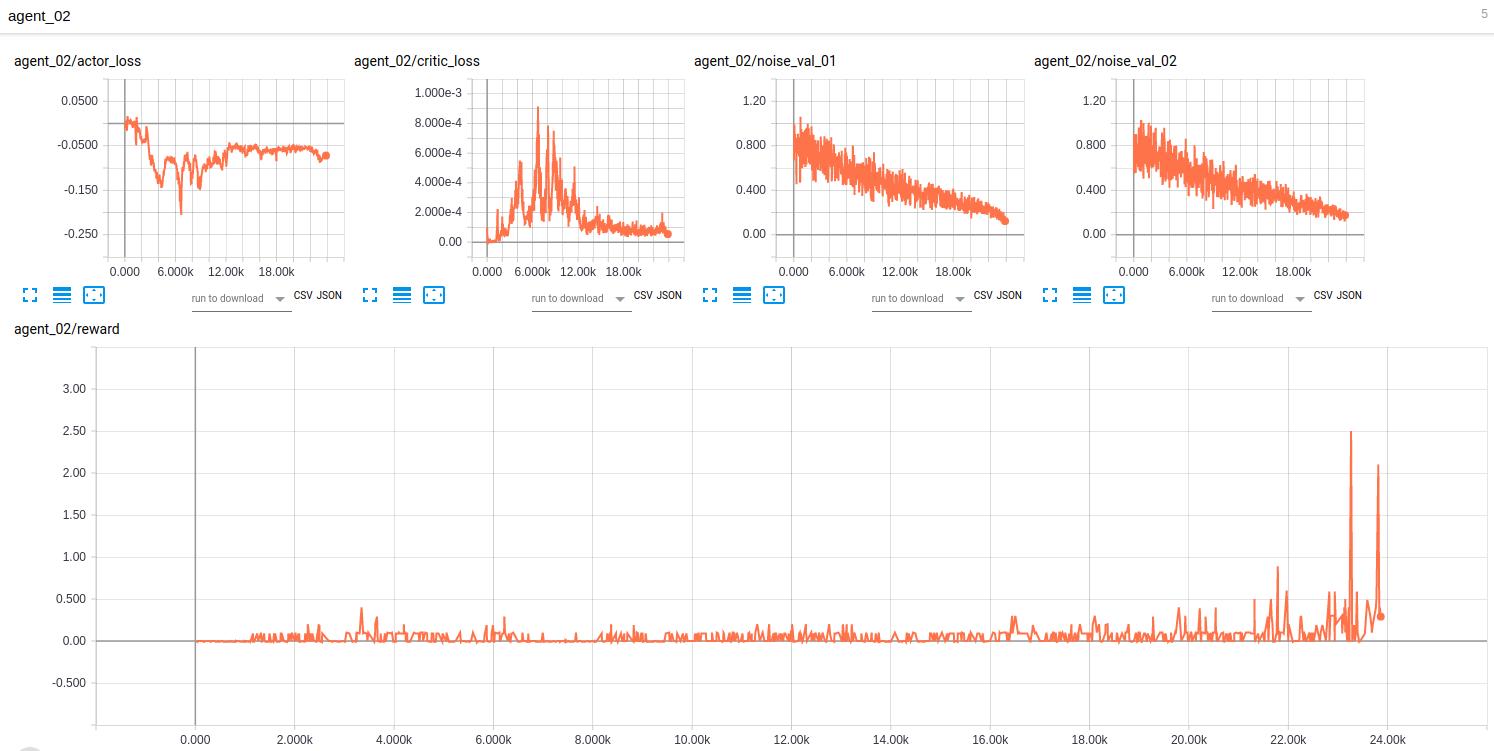 agent_02 5
agent_02/actor_loss agent_02/critic_loss agent_02/noise_val_01 agent_02/noise_val_02
0.0500
-0.0500
-0.150
-0.250
0.000 6.000k 12.00k 18.00k
1.000e-3
8.000e-4
6.000e-4
4.000e-4
2.000e-4
0.00
0.000 6.000k 12.00k 18.00k
1.20
0.800
0.400
0.00
0.000 6.000k 12.00k 18.00k
1.20
0.800
0.400
0.00
0.000 6.000k 12.00k 18.00k
run to download CSV JSON run to download CSV JSON run to download CSV JSON run to download CSV JSON
agent_02/reward
3.00
2.50
2.00
1.50
1.00
0.500
0.00
-0.500
0.000 2.000k 4.000k 6.000k 8.000k 10.00k 12.00k 14.00k 16.00k 18.00k 20.00k 22.00k 24.00k